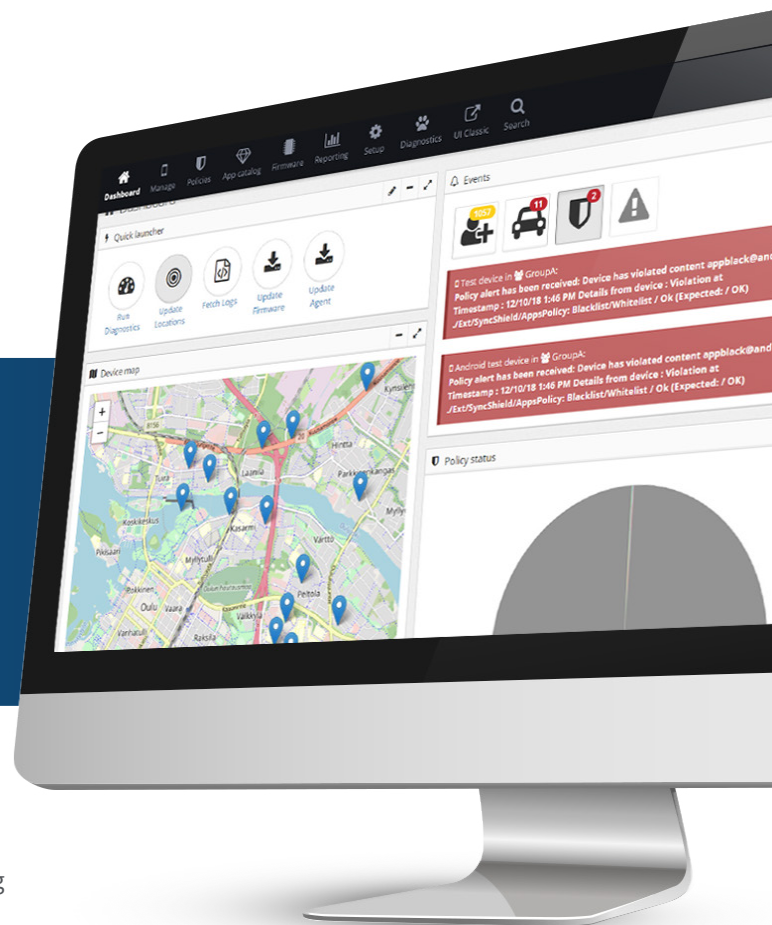 Dashboard
Manage
Policies
App catalog
Firmware
Reporting
Setup
Diagnostics
UI Classic
Search
Quick launcher
Run
Diagnostics
Update
Locations
Fetch Logs
Update
Firmware
Update
Agent
Events
1057
11
2
Test device in GroupA:
Policy alert has been received: Device has violated content appblack@and
Timestamp : 12/10/18 1:46 PM Details from device : Violation at
./Ext/SyncShield/AppsPolicy: Blacklist/Whitelist / Ok (Expected: / OK)
Android test device in GroupA:
Policy alert has been received: Device has violated content appblack@and
Timestamp : 12/10/18 1:46 PM Details from device : Violation at
./Ext/SyncShield/AppsPolicy: Blacklist/Whitelist / Ok (Expected: / OK)
Device map
+
−
Kynsilehto
20
Hintta
Laanila
Tuira
Koskikeskus
Kasarmi
Värttö
Pikisaari
Myllytulli
Peltola
Oulu
Vaara
Vanhatulli
Raksila
Policy status
g